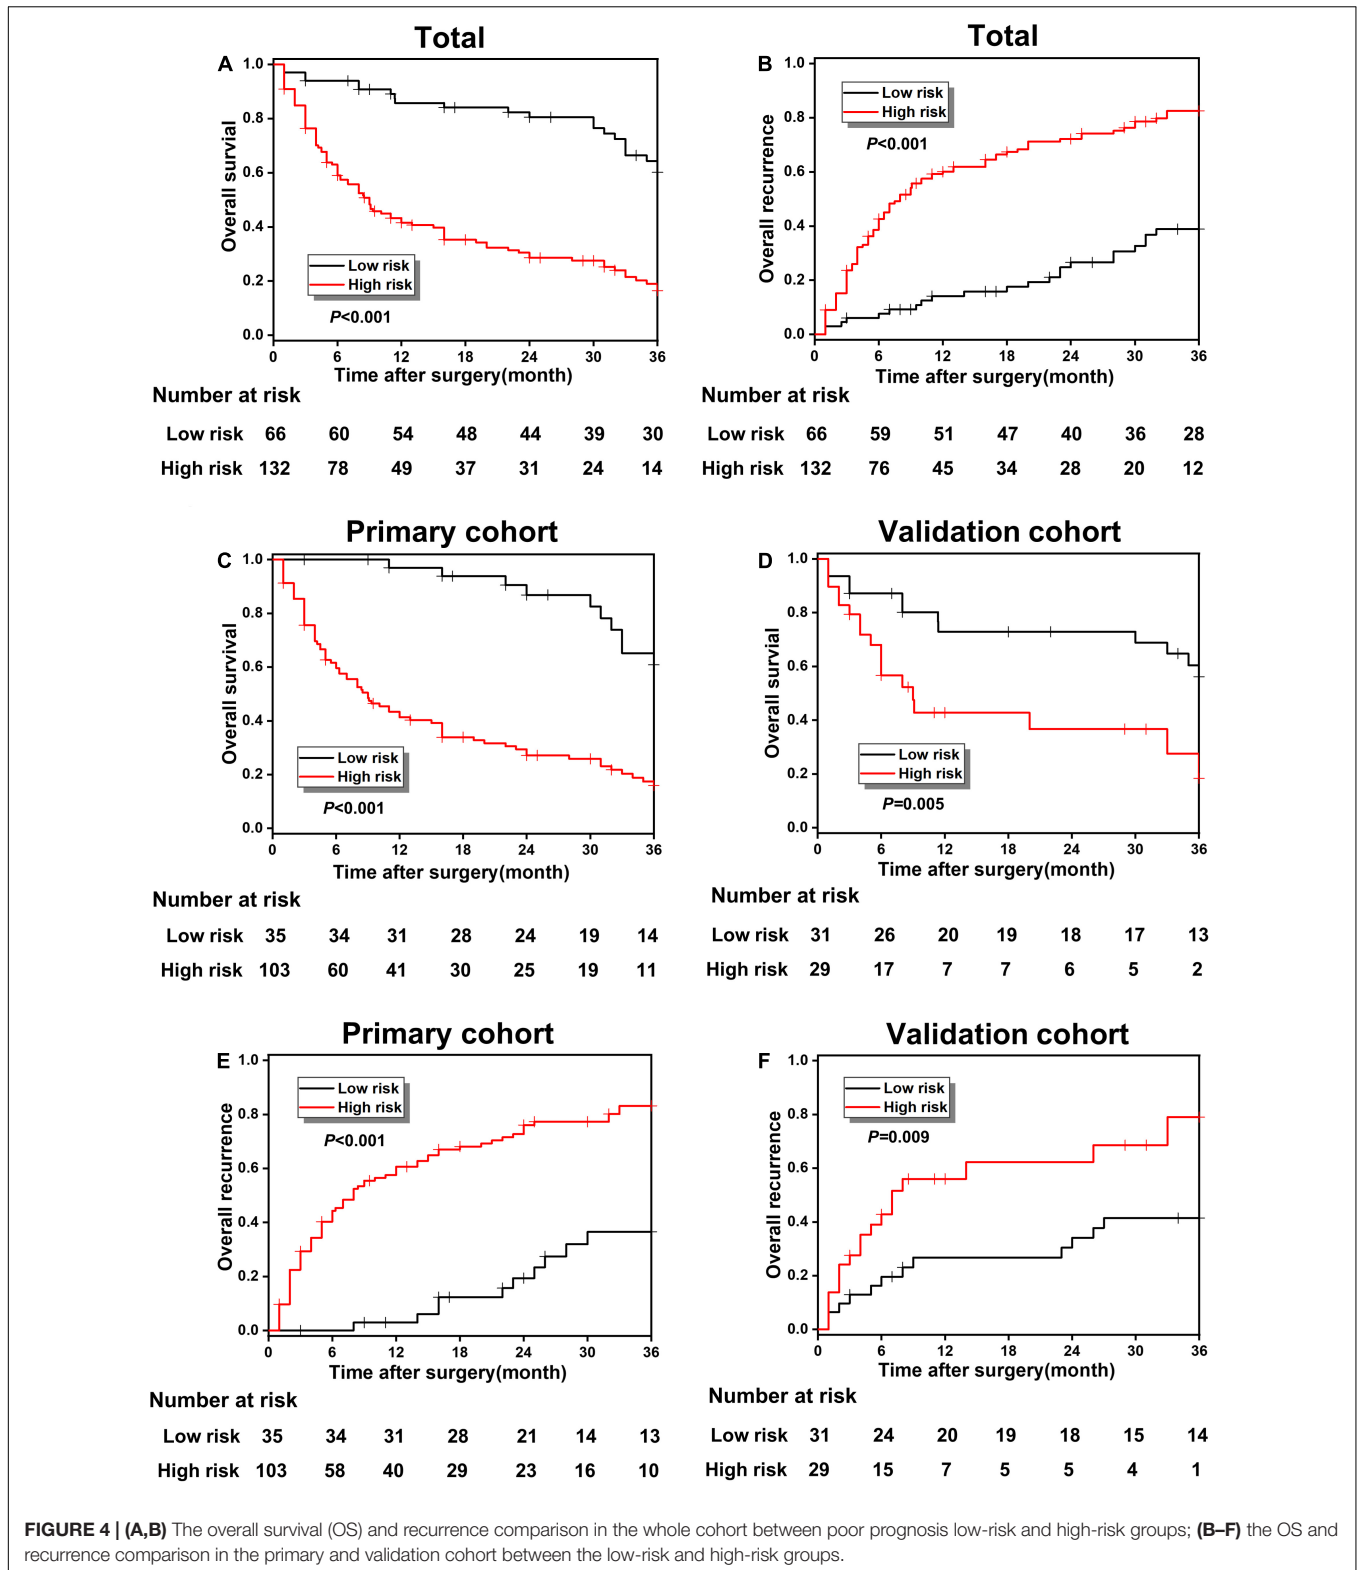 Total
A
1.0
0.8
0.6
0.4
0.2
0.0
Overall survival
Low risk
High risk
P<0.001
0 6 12 18 24 30 36
Time after surgery(month)
Number at risk
Low risk 66 60 54 48 44 39 30
High risk 132 78 49 37 31 24 14
Total
B
1.0
0.8
0.6
0.4
0.2
0.0
Overall recurrence
Low risk
High risk
P<0.001
0 6 12 18 24 30 36
Time after surgery(month)
Number at risk
Low risk 66 59 51 47 40 36 28
High risk 132 76 45 34 28 20 12
Primary cohort
C
1.0
0.8
0.6
0.4
0.2
0.0
Overall survival
Low risk
High risk
P<0.001
0 6 12 18 24 30 36
Time after surgery(month)
Number at risk
Low risk 35 34 31 28 24 19 14
High risk 103 60 41 30 25 19 11
Validation cohort
D
1.0
0.8
0.6
0.4
0.2
0.0
Overall survival
Low risk
High risk
P=0.005
0 6 12 18 24 30 36
Time after surgery(month)
Number at risk
Low risk 31 26 20 19 18 17 13
High risk 29 17 7 7 6 5 2
Primary cohort
E
1.0
0.8
0.6
0.4
0.2
0.0
Overall recurrence
Low risk
High risk
P<0.001
0 6 12 18 24 30 36
Time after surgery(month)
Number at risk
Low risk 35 34 31 28 21 14 13
High risk 103 58 40 29 23 16 10
Validation cohort
F
1.0
0.8
0.6
0.4
0.2
0.0
Overall recurrence
Low risk
High risk
P=0.009
0 6 12 18 24 30 36
Time after surgery(month)
Number at risk
Low risk 31 24 20 19 18 15 14
High risk 29 15 7 5 5 4 1
FIGURE 4 | (A,B) The overall survival (OS) and recurrence comparison in the whole cohort between poor prognosis low-risk and high-risk groups; (B–F) the OS and
recurrence comparison in the primary and validation cohort between the low-risk and high-risk groups.